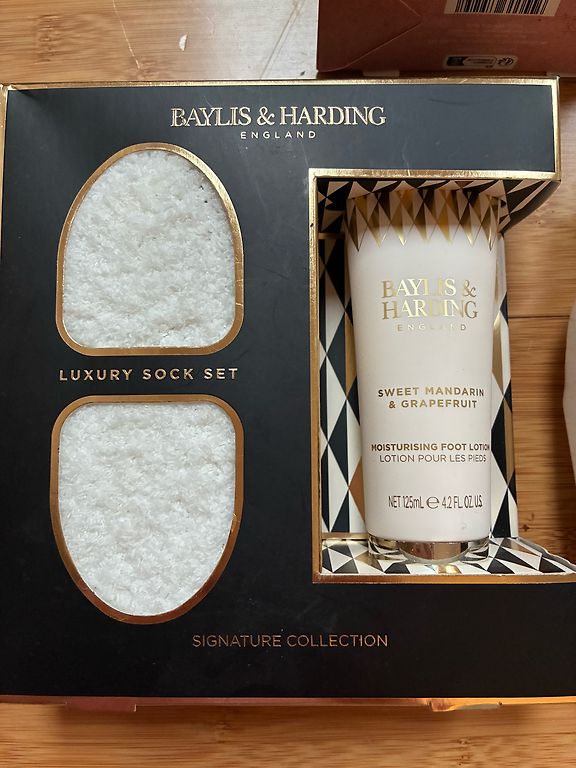 BAYLIS & HARDING
ENGLAND
LUXURY SOCK SET
BAYLIS &
HARDING
ENGLAND
SWEET MANDARIN
& GRAPEFRUIT
MOISTURISING FOOT LOTION
LOTION POUR LES PIEDS
NET 125mL ℮ 4.2 FL. OZ. U.S.
SIGNATURE COLLECTION